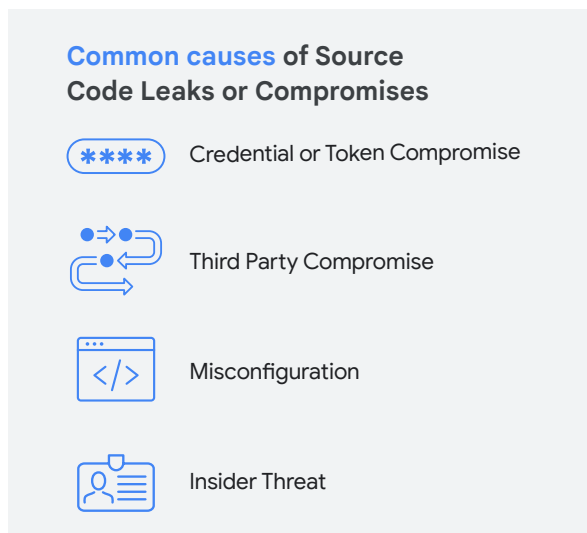 Common causes of Source
Code Leaks or Compromises
****
Credential or Token Compromise
Third Party Compromise
</>
Misconfiguration
Insider Threat